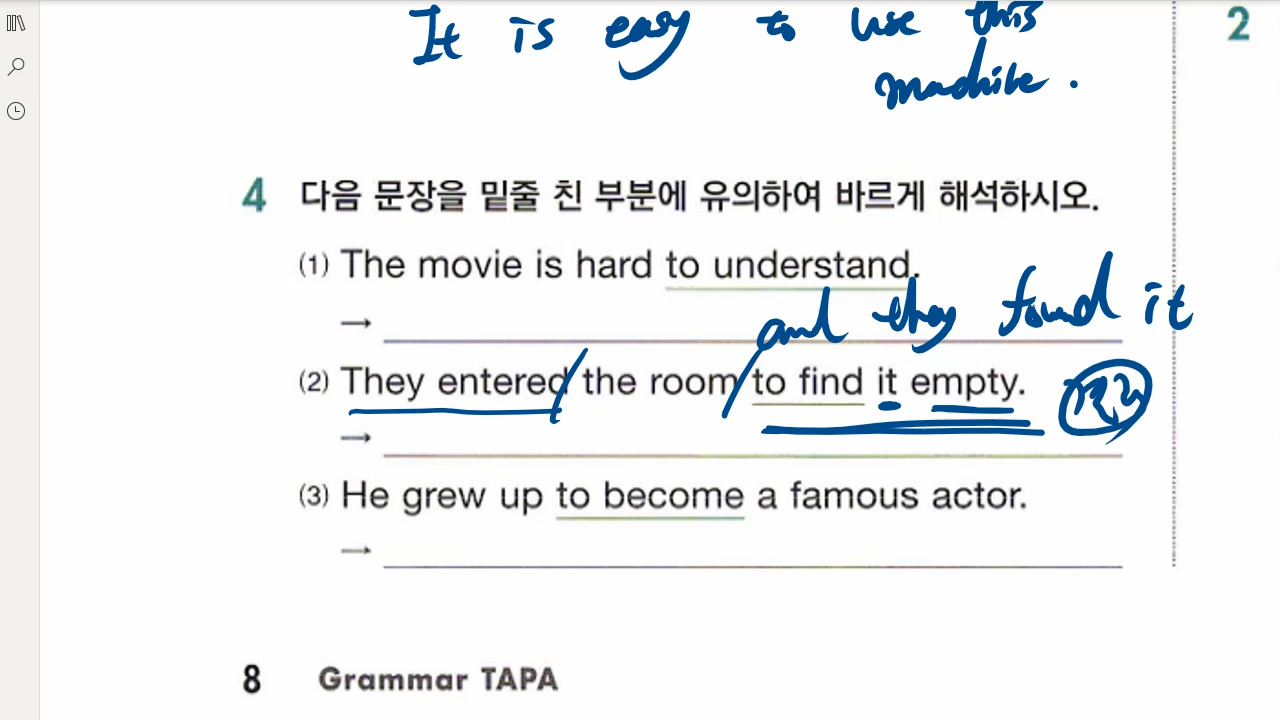 It is easy to use this
machine.
2
4 다음 문장을 밑줄 친 부분에 유의하여 바르게 해석하시오.
(1) The movie is hard to understand.
→
and they found it
(2) They entered the room to find it empty.
→
(3) He grew up to become a famous actor.
→
8 Grammar TAPA